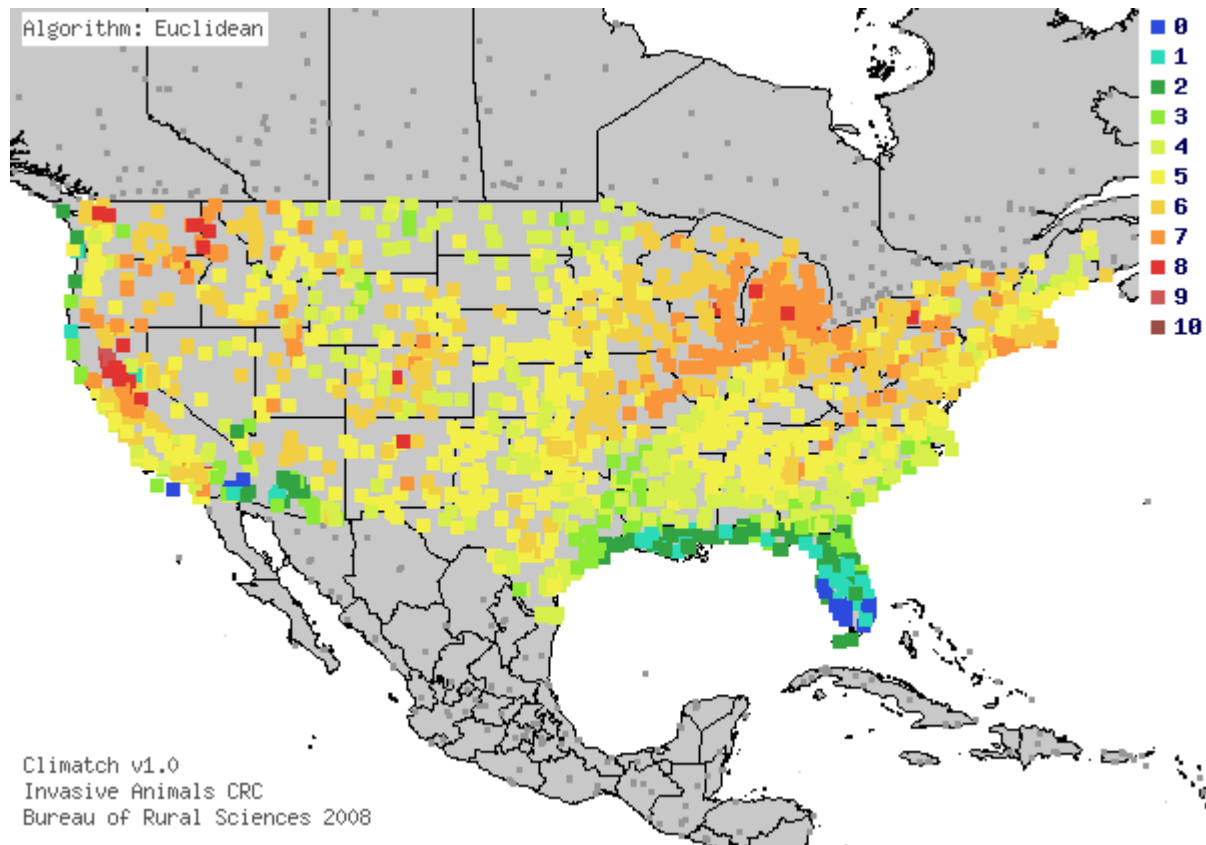 Algorithm: Euclidean
0
1
2
3
4
5
6
7
8
9
10
Climatch v1.0
Invasive Animals CRC
Bureau of Rural Sciences 2008